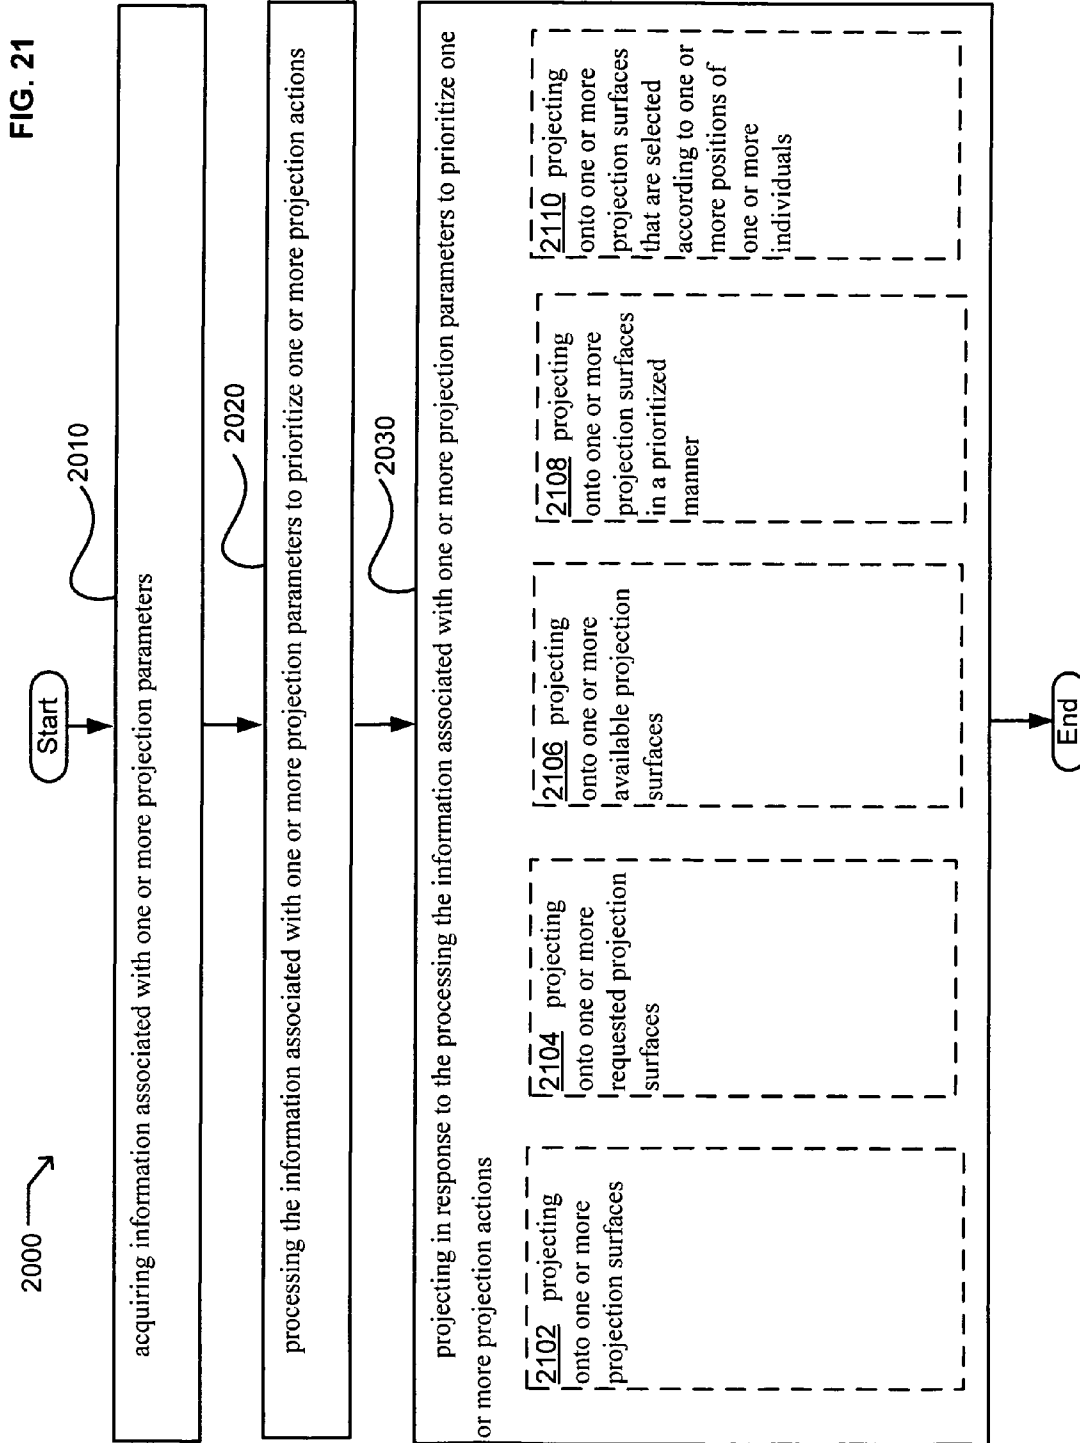 FIG. 21
2000
Start
2010
acquiring information associated with one or more projection parameters
2020
processing the information associated with one or more projection parameters to prioritize one or more projection actions
2030
projecting in response to the processing the information associated with one or more projection parameters to prioritize one
or more projection actions
2102 projecting
onto one or more
projection surfaces
2104 projecting
onto one or more
requested projection
surfaces
2106 projecting
onto one or more
available projection
surfaces
2108 projecting
onto one or more
projection surfaces
in a prioritized
manner
2110 projecting
onto one or more
projection surfaces
that are selected
according to one or
more positions of
one or more
individuals
End